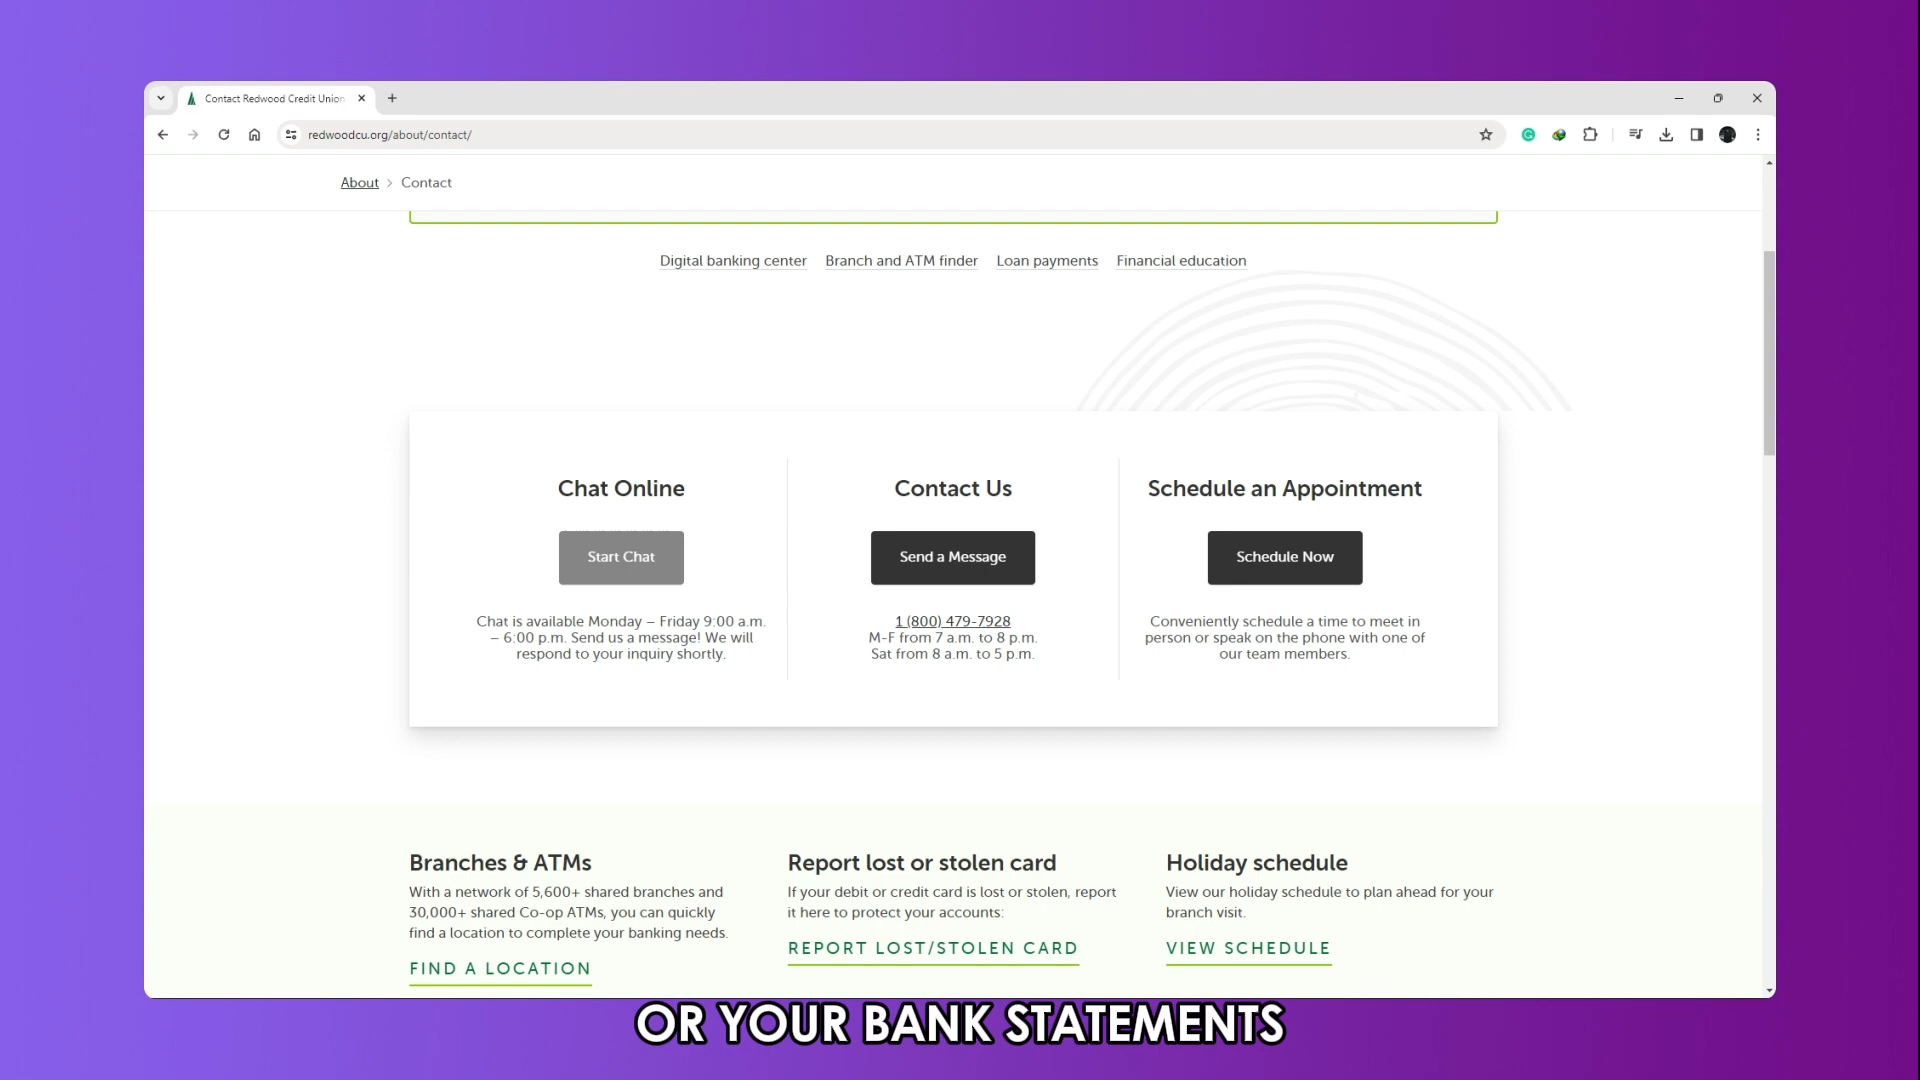 Contact Redwood Credit Union
redwoodcu.org/about/contact/
About > Contact
Digital banking center Branch and ATM finder Loan payments Financial education
Chat Online
Start Chat
Chat is available Monday – Friday 9:00 a.m.
– 6:00 p.m. Send us a message! We will
respond to your inquiry shortly.
Contact Us
Send a Message
1 (800) 479-7928
M-F from 7 a.m. to 8 p.m.
Sat from 8 a.m. to 5 p.m.
Schedule an Appointment
Schedule Now
Conveniently schedule a time to meet in
person or speak on the phone with one of
our team members.
Branches & ATMs
With a network of 5,600+ shared branches and
30,000+ shared Co-op ATMs, you can quickly
find a location to complete your banking needs.
FIND A LOCATION
Report lost or stolen card
If your debit or credit card is lost or stolen, report
it here to protect your accounts:
REPORT LOST/STOLEN CARD
Holiday schedule
View our holiday schedule to plan ahead for your
branch visit.
VIEW SCHEDULE
OR YOUR BANK STATEMENTS